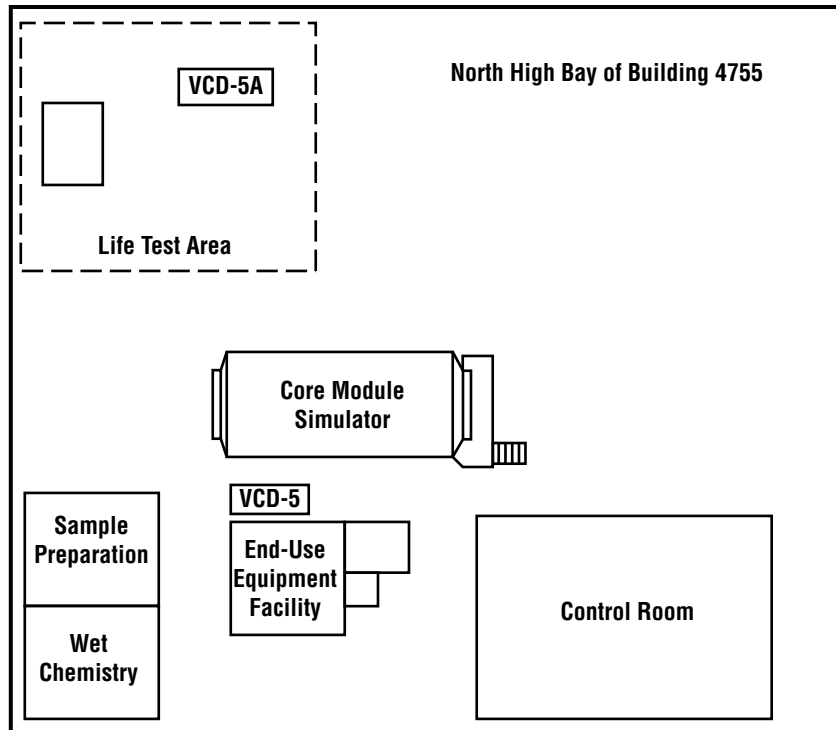 VCD-5A
North High Bay of Building 4755
Life Test Area
Core Module
Simulator
VCD-5
Sample
Preparation
End-Use
Equipment
Facility
Control Room
Wet
Chemistry